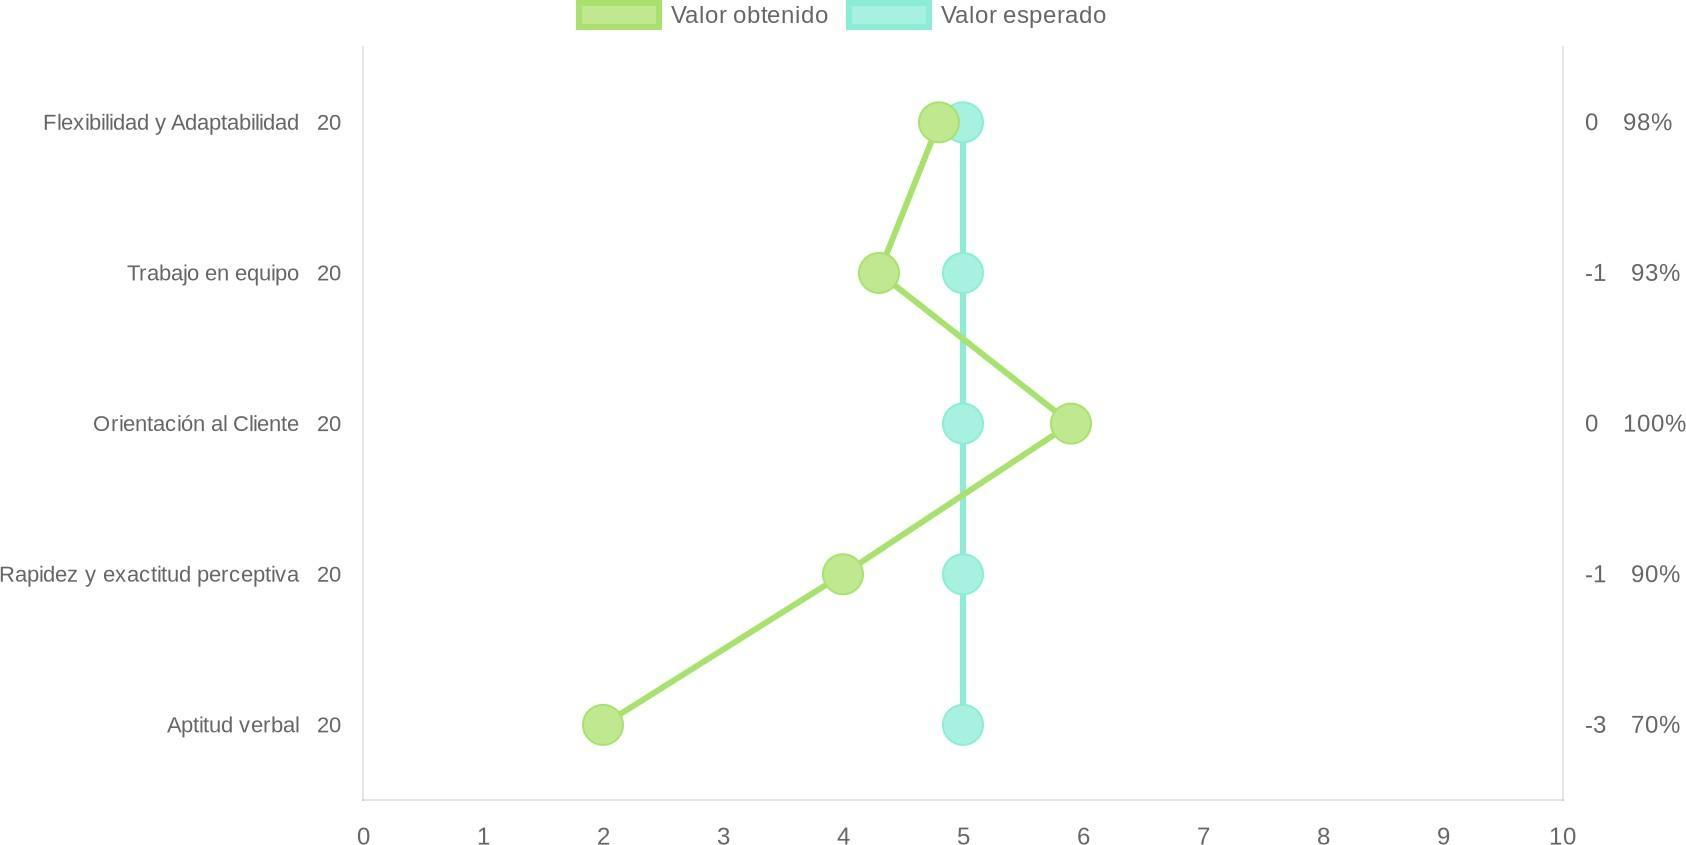 Valor obtenido Valor esperado
Flexibilidad y Adaptabilidad 20 0 98%
Trabajo en equipo 20 -1 93%
Orientación al Cliente 20 0 100%
Rapidez y exactitud perceptiva 20 -1 90%
Aptitud verbal 20 -3 70%
0 1 2 3 4 5 6 7 8 9 10